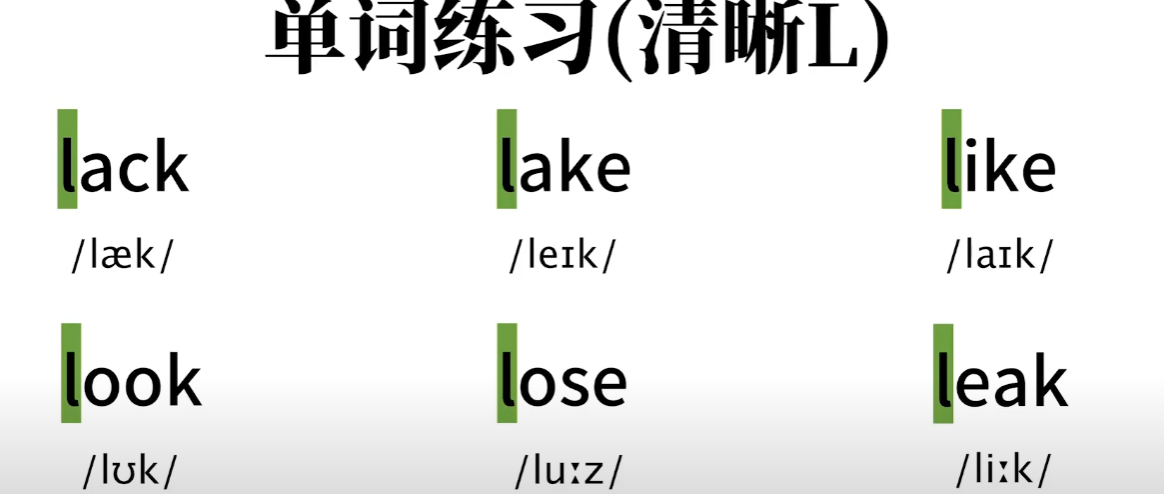 单词练习(清晰L)
lack lake like
/læk/ /leɪk/ /laɪk/
look lose leak
/lʊk/ /luːz/ /liːk/